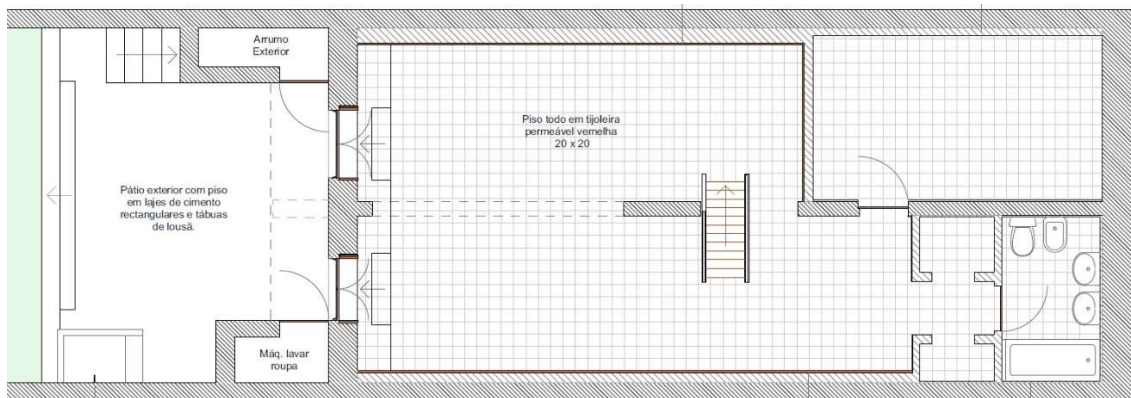 Arrumo
Exterior
Piso todo em tijoleira
permeável vemelha
20 x 20
Pátio exterior com piso
em lajes de cimento
rectangulares e tábuas
de lousã.
Máq. lavar
roupa